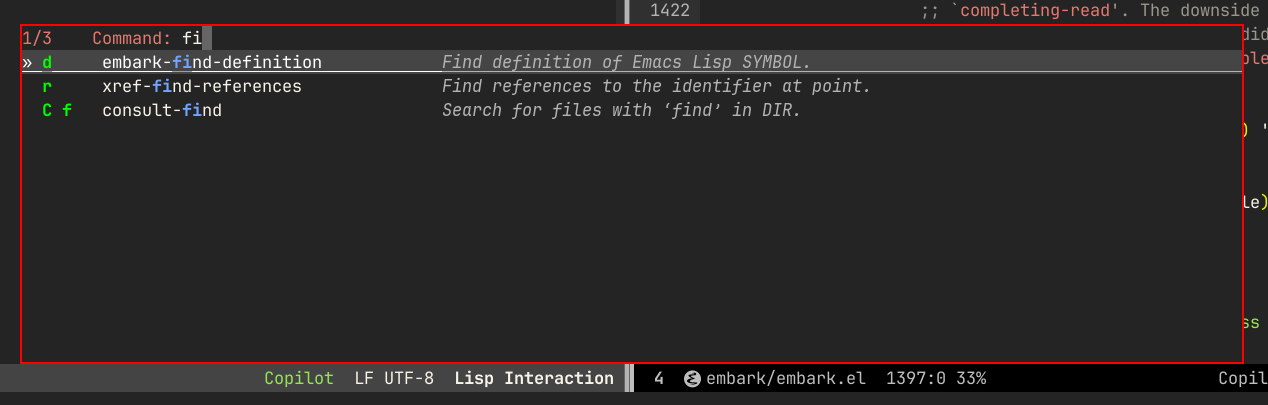 1422 ;; `completing-read'. The downside
1/3 Command: fi
did
» d embark-find-definition Find definition of Emacs Lisp SYMBOL.
ple
r xref-find-references Find references to the identifier at point.
C f consult-find Search for files with ‘find’ in DIR.
) '
le)
ss
Copilot LF UTF-8 Lisp Interaction 4 embark/embark.el 1397:0 33% Copil